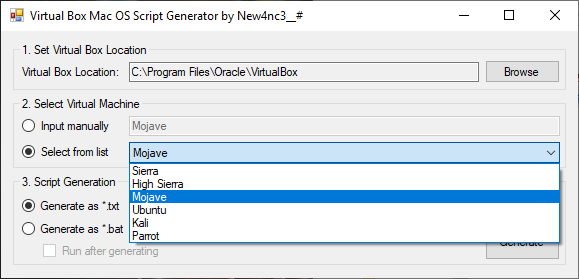 Virtual Box Mac OS Script Generator by New4nc3__#
1. Set Virtual Box Location
Virtual Box Location: C:\Program Files\Oracle\VirtualBox Browse
2. Select Virtual Machine
Input manually Mojave
Select from list Mojave
Sierra
High Sierra
Mojave
Ubuntu
Kali
Parrot
3. Script Generation
Generate as *.txt
Generate as *.bat
Run after generating
Generate